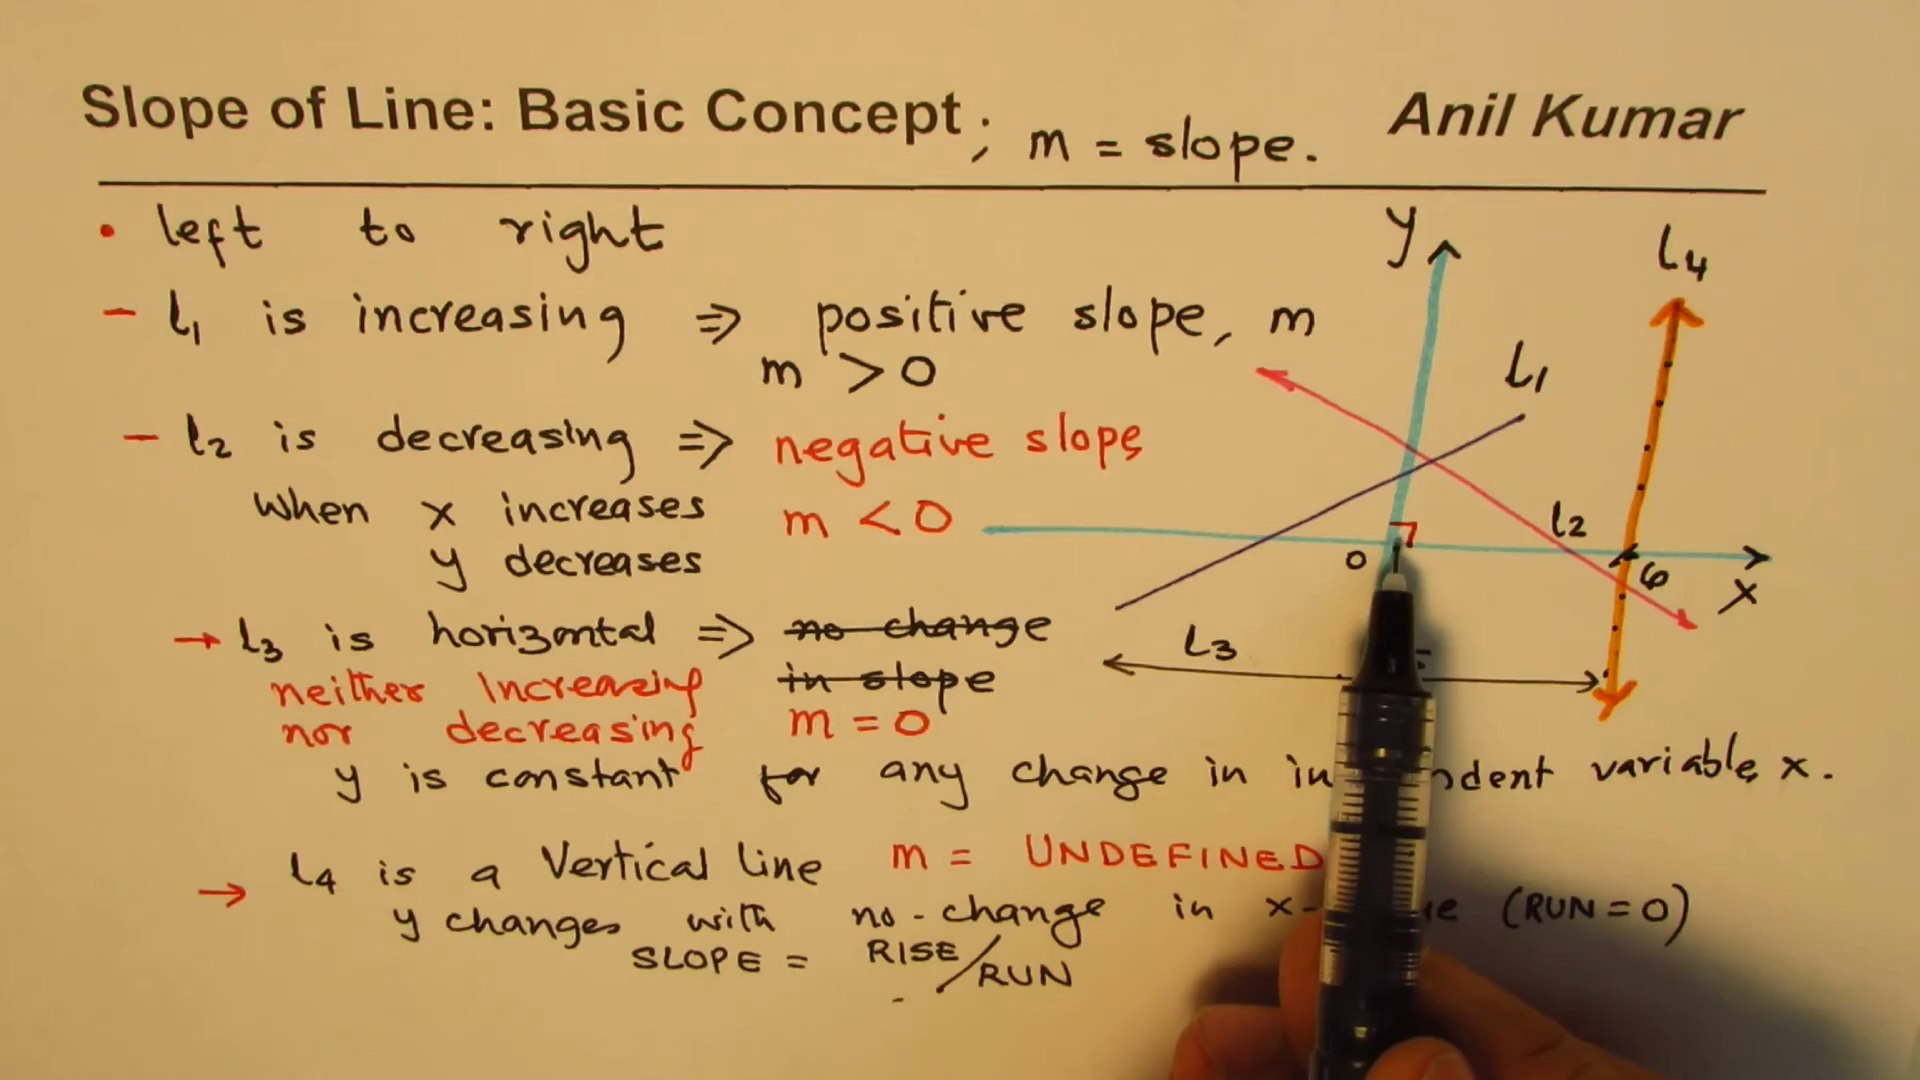 Slope of Line: Basic Concept ; m = slope. Anil Kumar
• left to right
– l₁ is increasing ⇒ positive slope, m
m > 0
– l₂ is decreasing ⇒ negative slope,
when x increases m < 0
y decreases
→ l₃ is horizontal ⇒ no change
neither increasing in slope
nor decreasing m = 0
y is constant for any change in in ndent variable, x.
→ l₄ is a Vertical line m = UNDEFINED
y changes with no-change in x- (RUN = 0)
SLOPE = RISE/RUN
y
l₄
L₁
l₂
0
6
x
L₃